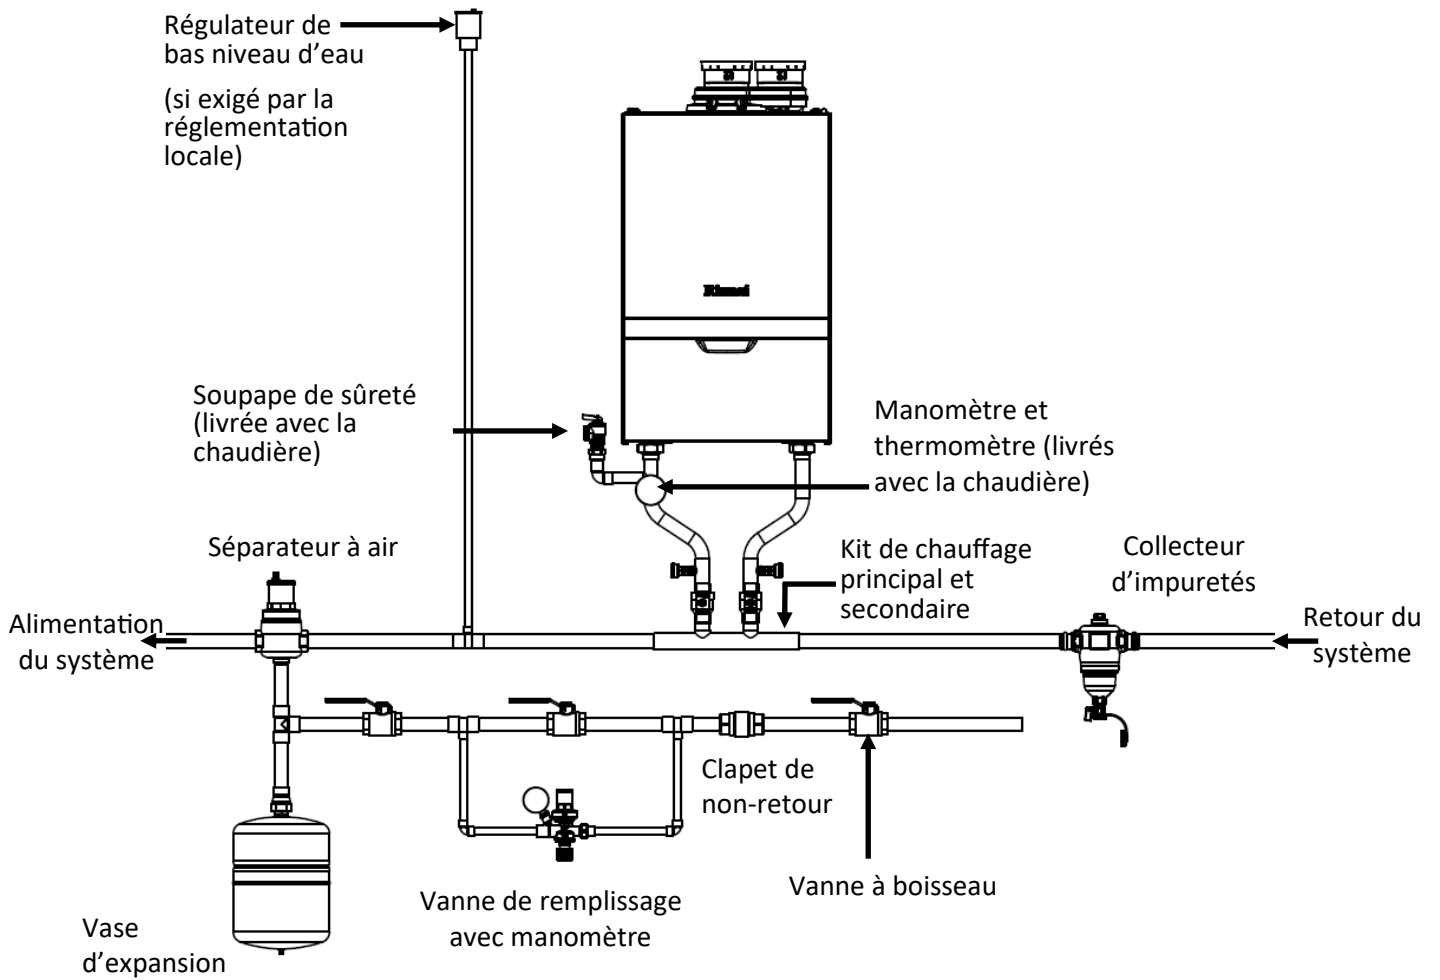 Régulateur de
bas niveau d’eau
(si exigé par la
réglementation
locale)
Rinnai
Soupape de sûreté
(livrée avec la
chaudière)
Manomètre et
thermomètre (livrés
avec la chaudière)
Séparateur à air
Kit de chauffage
principal et
secondaire
Collecteur
d’impuretés
Alimentation
du système
Retour du
système
Clapet de
non-retour
Vanne à boisseau
Vanne de remplissage
avec manomètre
Vase
d’expansion